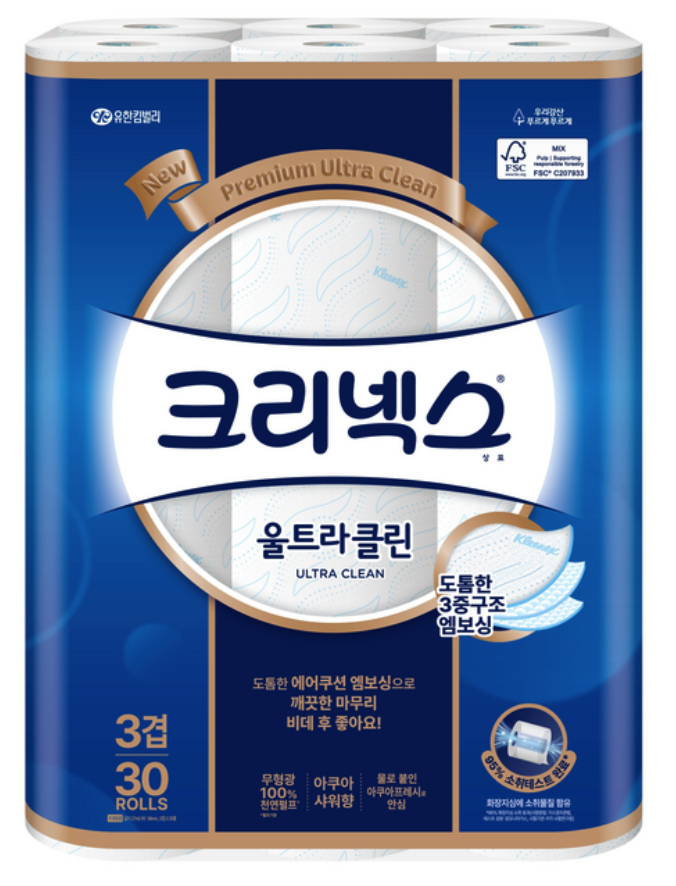 유한킴벌리
우리강산
푸르게 푸르게
FSC
MIX
Pulp | Supporting
responsible forestry
FSC® C207933
New
Premium Ultra Clean
Kleenex
크리넥스®
상 표
울트라클린
ULTRA CLEAN
Kleenex
도톰한
3중구조
엠보싱
도톰한 에어쿠션 엠보싱으로
깨끗한 마무리
비데 후 좋아요!
3겹
30
ROLLS
무형광
100%
천연펄프*
아쿠아
샤워향
물로 붙인
아쿠아프레시로
안심
95% 소취테스트 완료*
화장지심에 소취물질 함유